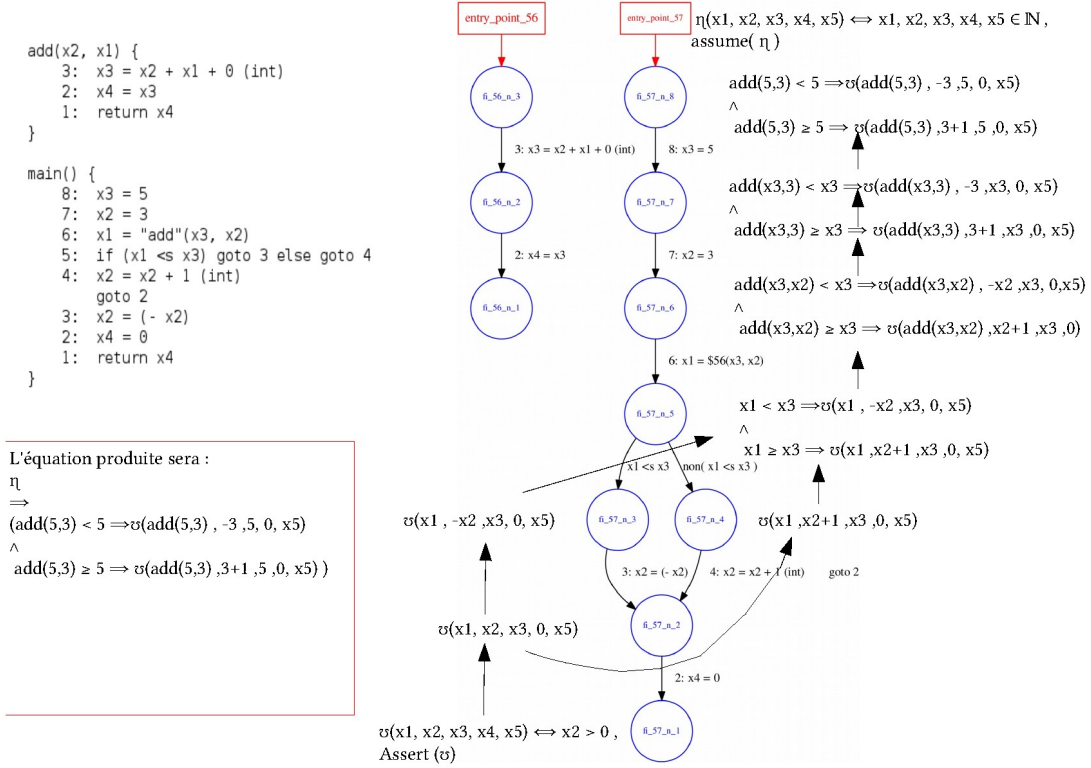 add(x2, x1) {
3: x3 = x2 + x1 + 0 (int)
2: x4 = x3
1: return x4
}
main() {
8: x3 = 5
7: x2 = 3
6: x1 = "add"(x3, x2)
5: if (x1 <s x3) goto 3 else goto 4
4: x2 = x2 + 1 (int)
goto 2
3: x2 = (- x2)
2: x4 = 0
1: return x4
}
L'équation produite sera :
η
⇒
(add(5,3) < 5 ⇒ʊ(add(5,3) , -3 ,5, 0, x5)
^
add(5,3) ≥ 5 ⇒ ʊ(add(5,3) ,3+1 ,5 ,0, x5) )
entry_point_56
fi_56_n_3
3: x3 = x2 + x1 + 0 (int)
fi_56_n_2
2: x4 = x3
fi_56_n_1
entry_point_57
fi_57_n_8
8: x3 = 5
fi_57_n_7
7: x2 = 3
fi_57_n_6
6: x1 = $56(x3, x2)
fi_57_n_5
x1 <s x3
non( x1 <s x3 )
fi_57_n_3
fi_57_n_4
3: x2 = (- x2)
4: x2 = x2 + 1 (int)
goto 2
fi_57_n_2
2: x4 = 0
fi_57_n_1
η(x1, x2, x3, x4, x5) ⟺ x1, x2, x3, x4, x5 ∈ ℕ ,
assume( η )
add(5,3) < 5 ⇒ʊ(add(5,3) , -3 ,5, 0, x5)
^
add(5,3) ≥ 5 ⇒ ʊ(add(5,3) ,3+1 ,5 ,0, x5)
add(x3,3) < x3 ⇒ʊ(add(x3,3) , -3 ,x3, 0, x5)
^
add(x3,3) ≥ x3 ⇒ ʊ(add(x3,3) ,3+1 ,x3 ,0, x5)
add(x3,x2) < x3 ⇒ʊ(add(x3,x2) , -x2 ,x3, 0,x5)
^
add(x3,x2) ≥ x3 ⇒ ʊ(add(x3,x2) ,x2+1 ,x3 ,0)
x1 < x3 ⇒ʊ(x1 , -x2 ,x3, 0, x5)
^
x1 ≥ x3 ⇒ ʊ(x1 ,x2+1 ,x3 ,0, x5)
ʊ(x1 , -x2 ,x3, 0, x5)
ʊ(x1 ,x2+1 ,x3 ,0, x5)
ʊ(x1, x2, x3, 0, x5)
ʊ(x1, x2, x3, x4, x5) ⟺ x2 > 0 ,
Assert (ʊ)